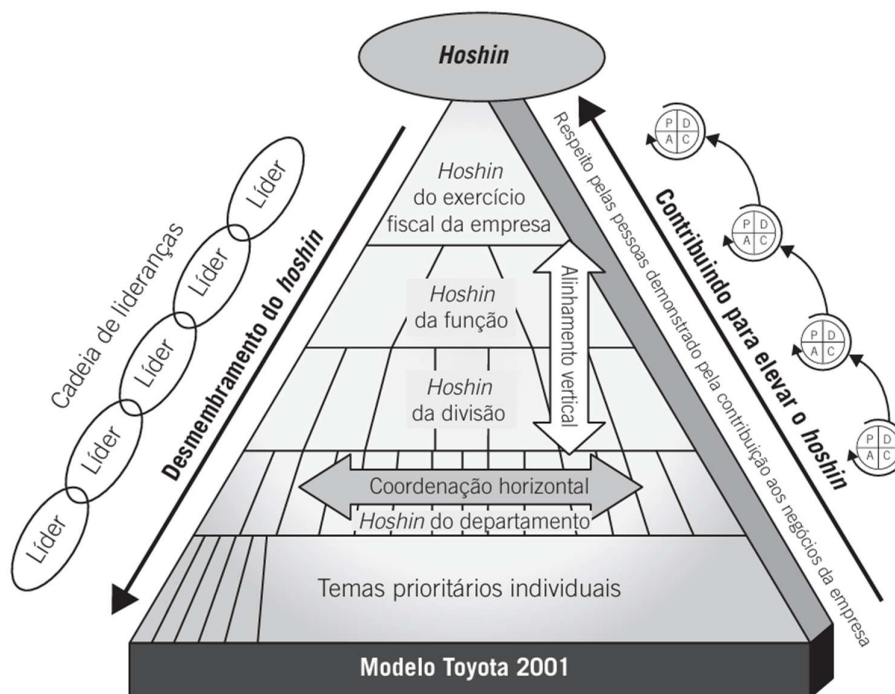 Hoshin
Hoshin
do exercício
fiscal da empresa
Hoshin
da função
Hoshin
da divisão
Alinhamento vertical
Coordenação horizontal
Hoshin do departamento
Temas prioritários individuais
Modelo Toyota 2001
Cadeia de lideranças
Líder
Líder
Líder
Líder
Líder
Desmembramento do hoshin
Respeito pelas pessoas demonstrado pela contribuição aos negócios da empresa
Contribuindo para elevar o hoshin
P D
A C
P D
A C
P D
A C
P D
A C